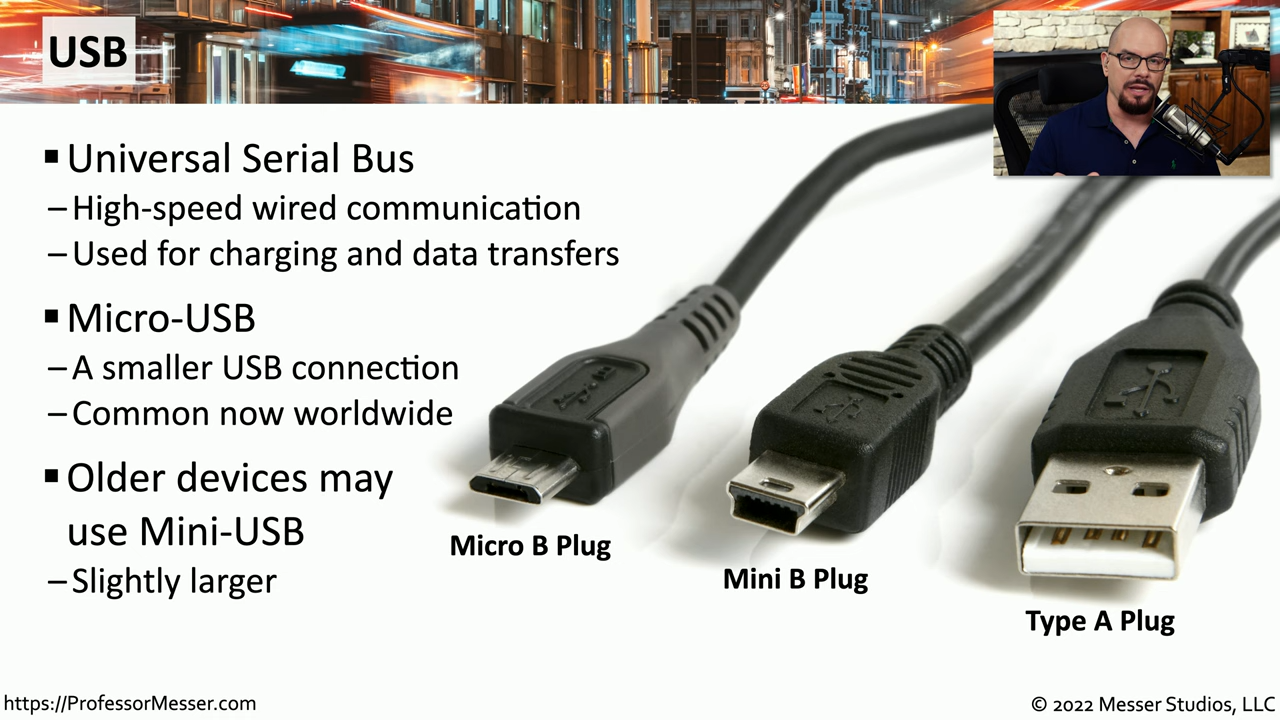 USB
▪ Universal Serial Bus
– High-speed wired communication
– Used for charging and data transfers
▪ Micro-USB
– A smaller USB connection
– Common now worldwide
▪ Older devices may
use Mini-USB
– Slightly larger
Micro B Plug
Mini B Plug
Type A Plug
https://ProfessorMesser.com
© 2022 Messer Studios, LLC